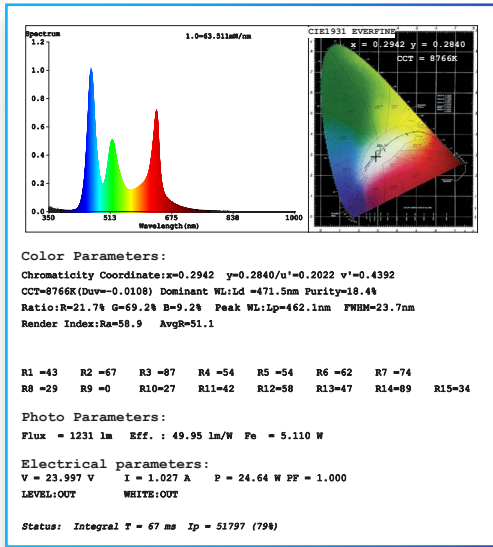 Spectrum
1.0=63.511mW/nm
1.2
1.0
0.8
0.6
0.4
0.2
0.0
350 513 675 838 1000
Wavelength(nm)
CIE1931 EVERFINE
x = 0.2942 y = 0.2840
CCT = 8766K
Color Parameters:
Chromaticity Coordinate:x=0.2942 y=0.2840/u'=0.2022 v'=0.4392
CCT=8766K(Duv=-0.0108) Dominant WL:Ld =471.5nm Purity=18.4%
Ratio:R=21.7% G=69.2% B=9.2% Peak WL:Lp=462.1nm FWHM=23.7nm
Render Index:Ra=58.9 AvgR=51.1
R1 =43 R2 =67 R3 =87 R4 =54 R5 =54 R6 =62 R7 =74
R8 =29 R9 =0 R10=27 R11=42 R12=58 R13=47 R14=89 R15=34
Photo Parameters:
Flux = 1231 lm Eff. : 49.95 lm/W Fe = 5.110 W
Electrical parameters:
V = 23.997 V I = 1.027 A P = 24.64 W PF = 1.000
LEVEL:OUT WHITE:OUT
Status: Integral T = 67 ms Ip = 51797 (79%)